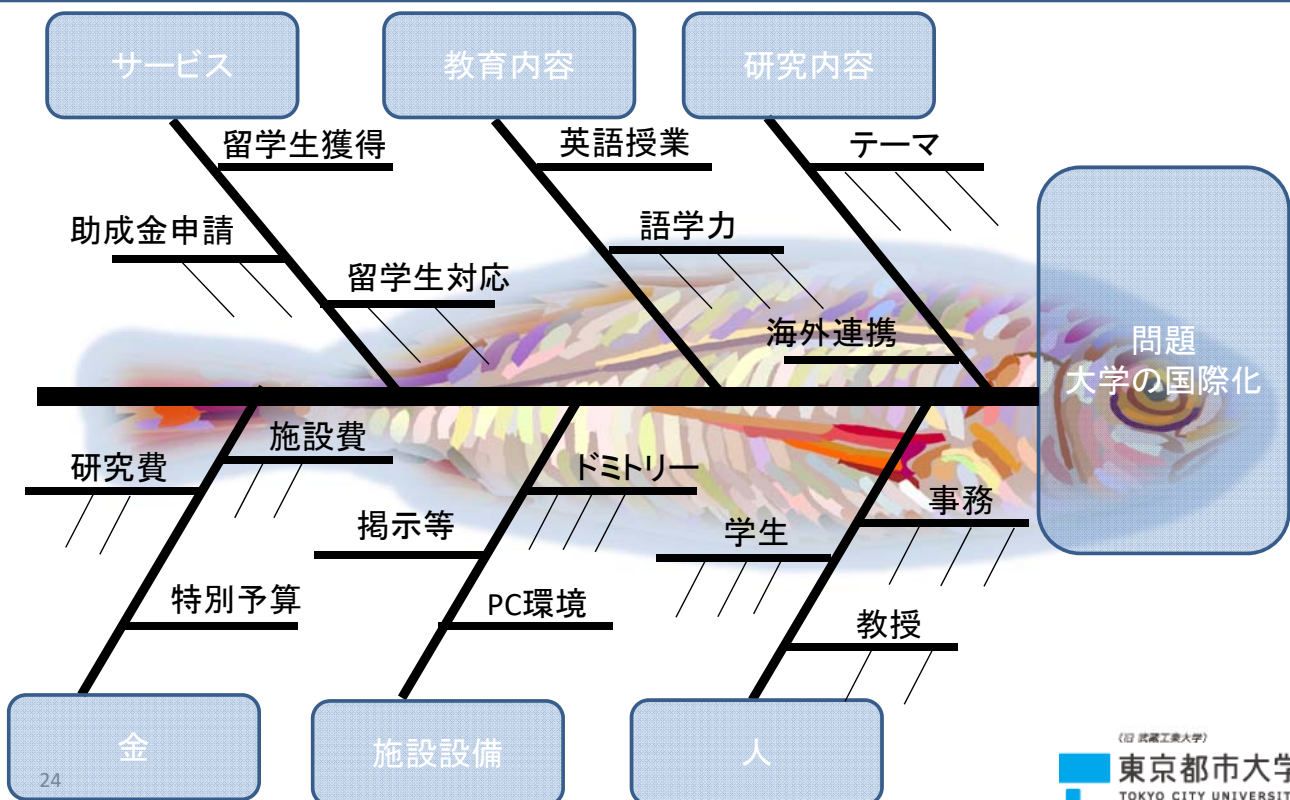 サービス
教育内容
研究内容
留学生獲得
英語授業
テーマ
助成金申請
語学力
留学生対応
海外連携
問題
大学の国際化
施設費
研究費
ドミトリー
事務
掲示等
学生
特別予算
PC環境
教授
金
施設設備
人
24
(旧 武蔵工業大学)
東京都市大学
TOKYO CITY UNIVERSIT